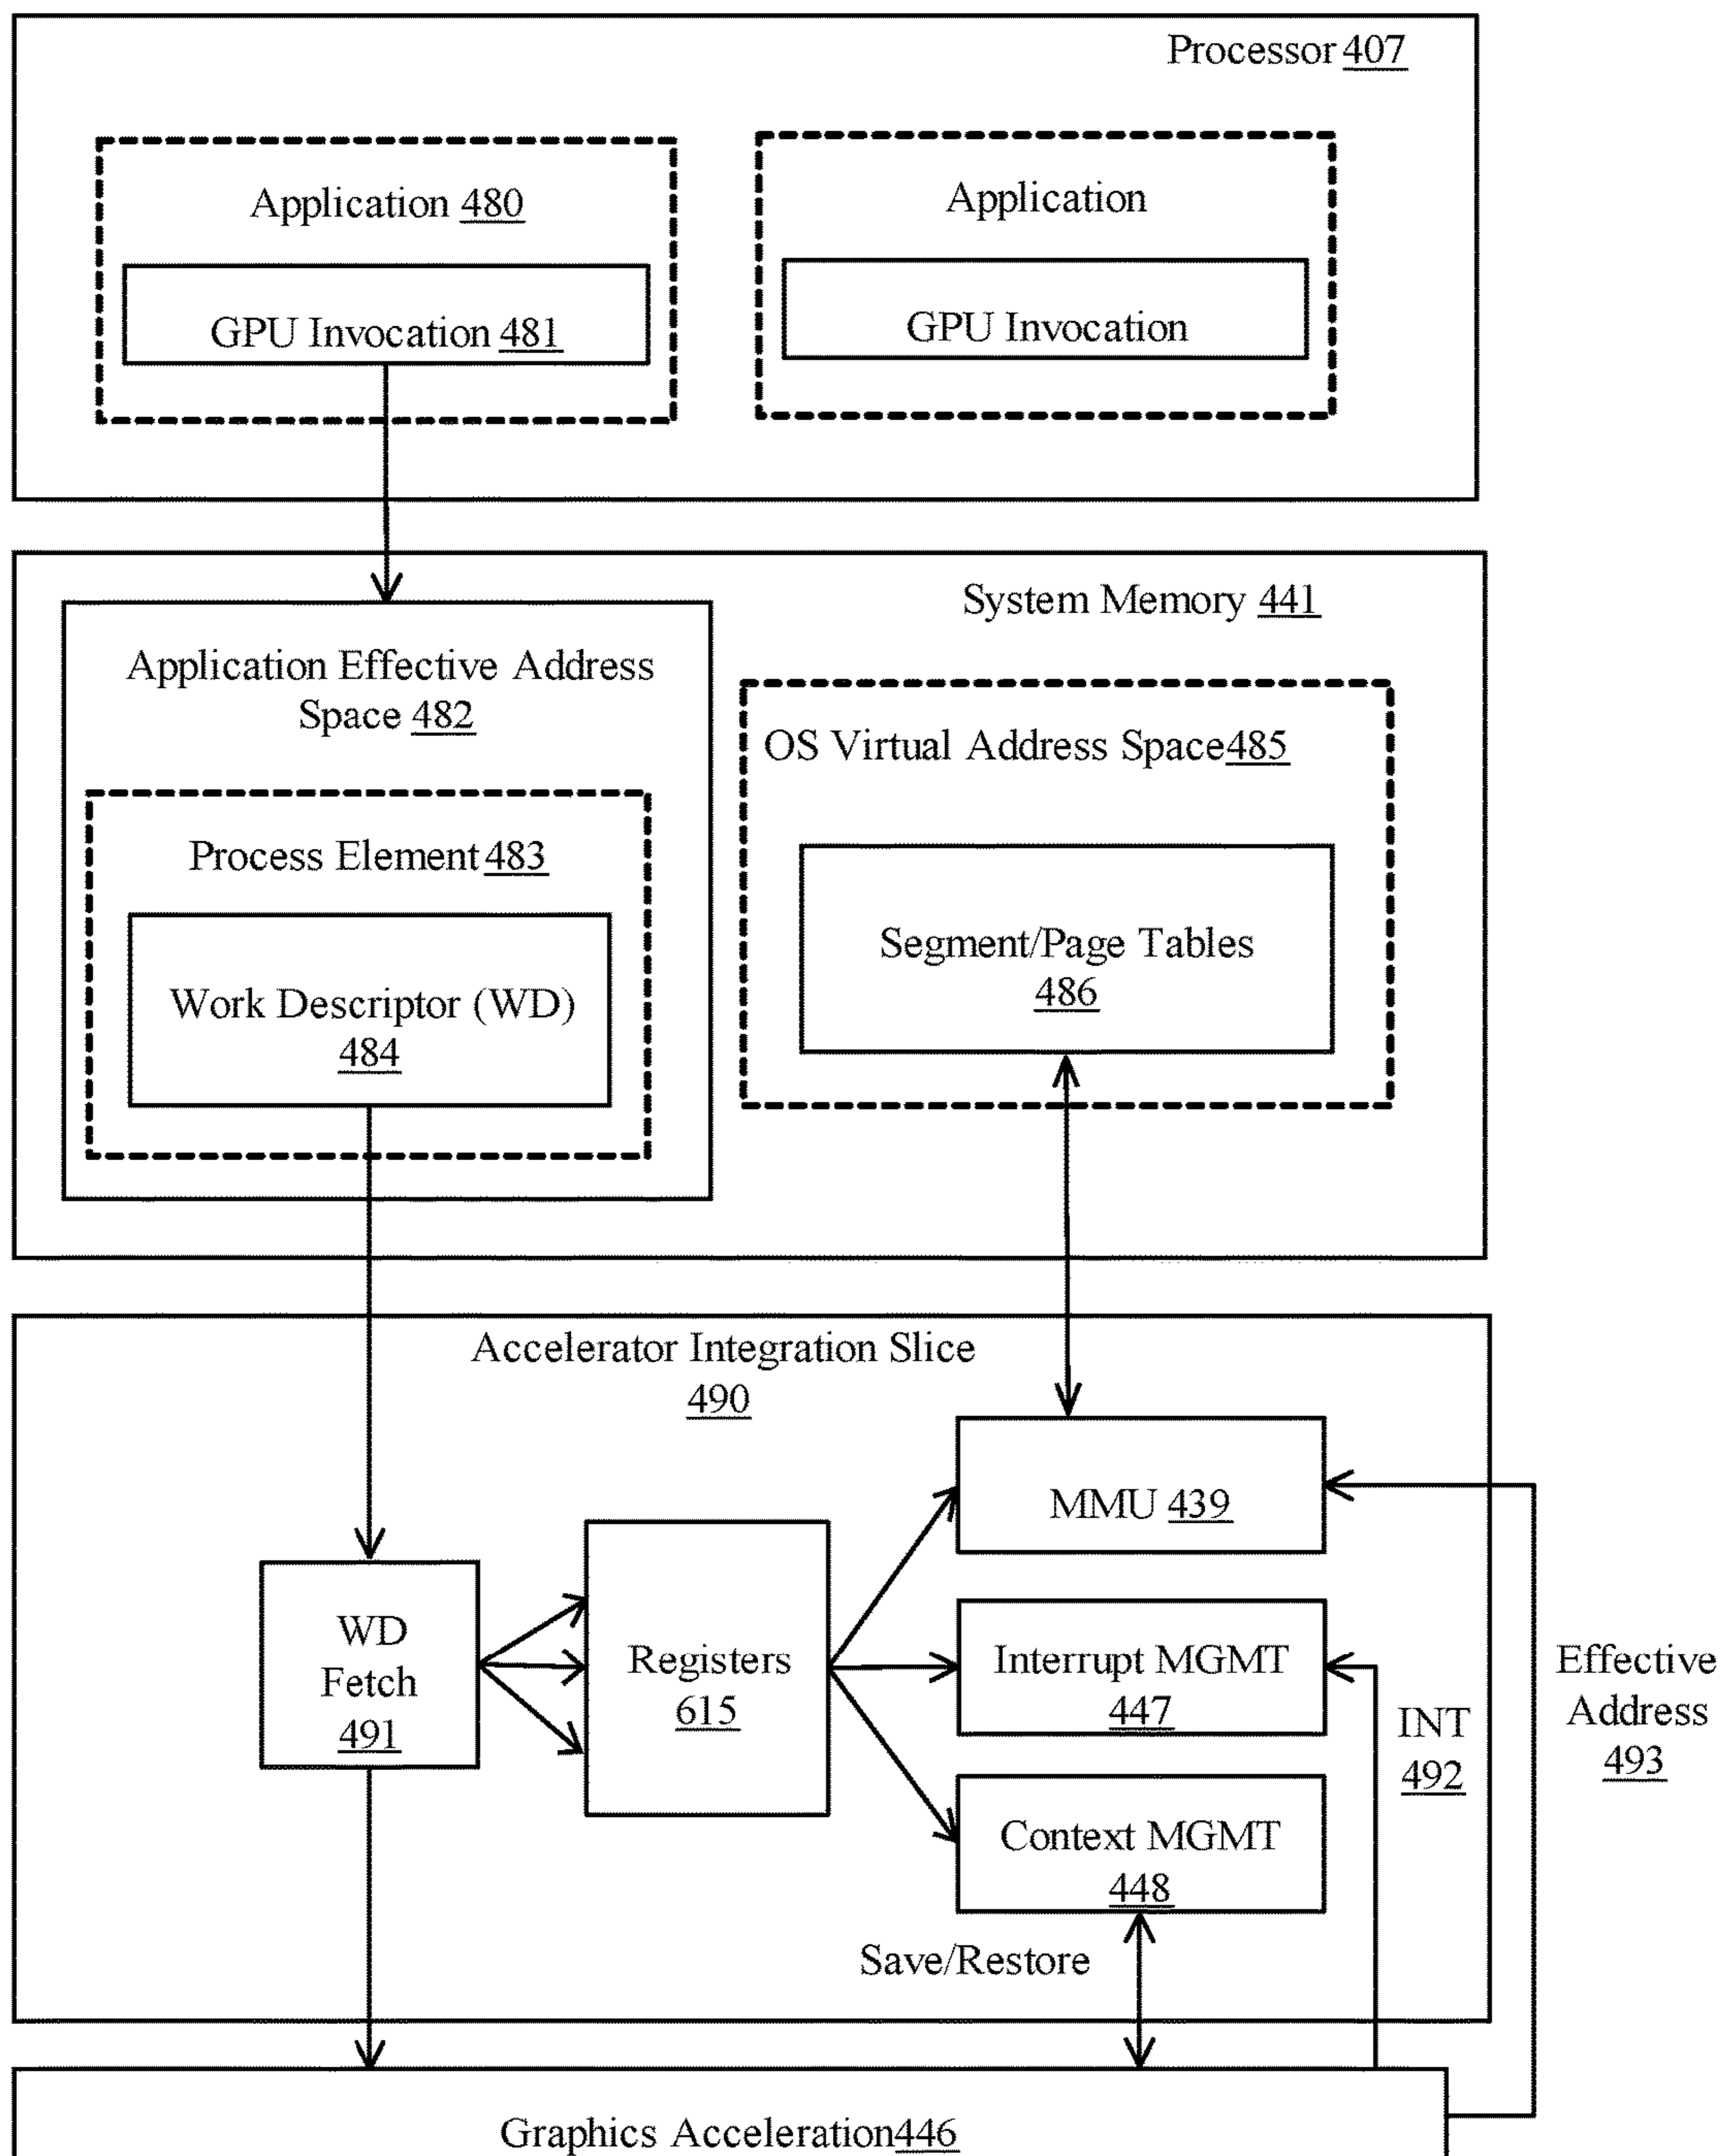 Processor 407
Application 480
Application
GPU Invocation 481
GPU Invocation
System Memory 441
Application Effective Address
Space 482
OS Virtual Address Space485
Process Element 483
Segment/Page Tables
486
Work Descriptor (WD)
484
Accelerator Integration Slice
490
MMU 439
WD
Fetch
491
Registers
615
Interrupt MGMT
447
INT
492
Effective
Address
493
Context MGMT
448
Save/Restore
Graphics Acceleration446